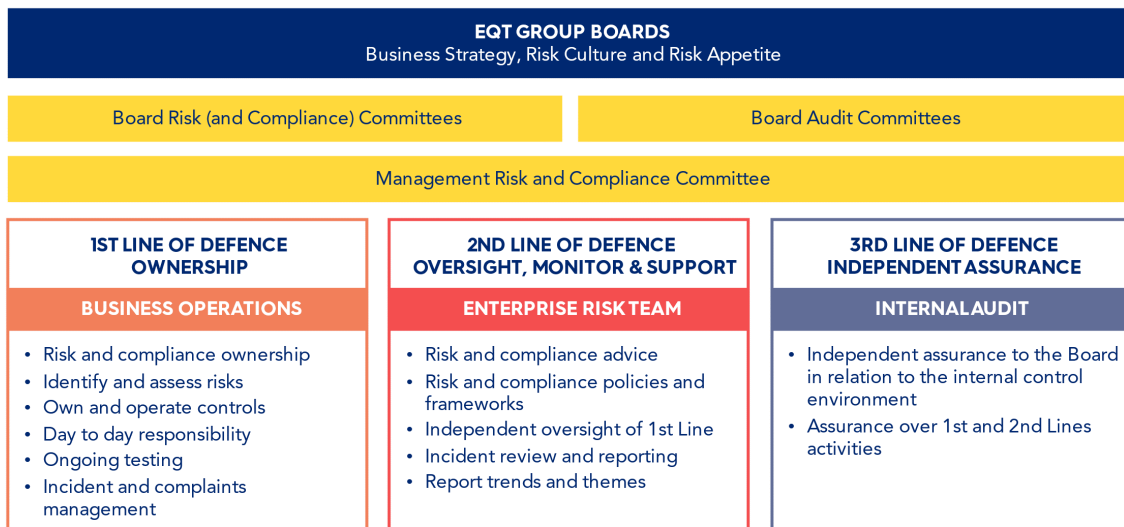 EQT GROUP BOARDS
Business Strategy, Risk Culture and Risk Appetite
Board Risk (and Compliance) Committees
Board Audit Committees
Management Risk and Compliance Committee
1ST LINE OF DEFENCE
OWNERSHIP
BUSINESS OPERATIONS
• Risk and compliance ownership
• Identify and assess risks
• Own and operate controls
• Day to day responsibility
• Ongoing testing
• Incident and complaints
management
2ND LINE OF DEFENCE
OVERSIGHT, MONITOR & SUPPORT
ENTERPRISE RISK TEAM
• Risk and compliance advice
• Risk and compliance policies and
frameworks
• Independent oversight of 1st Line
• Incident review and reporting
• Report trends and themes
3RD LINE OF DEFENCE
INDEPENDENT ASSURANCE
INTERNAL AUDIT
• Independent assurance to the Board
in relation to the internal control
environment
• Assurance over 1st and 2nd Lines
activities